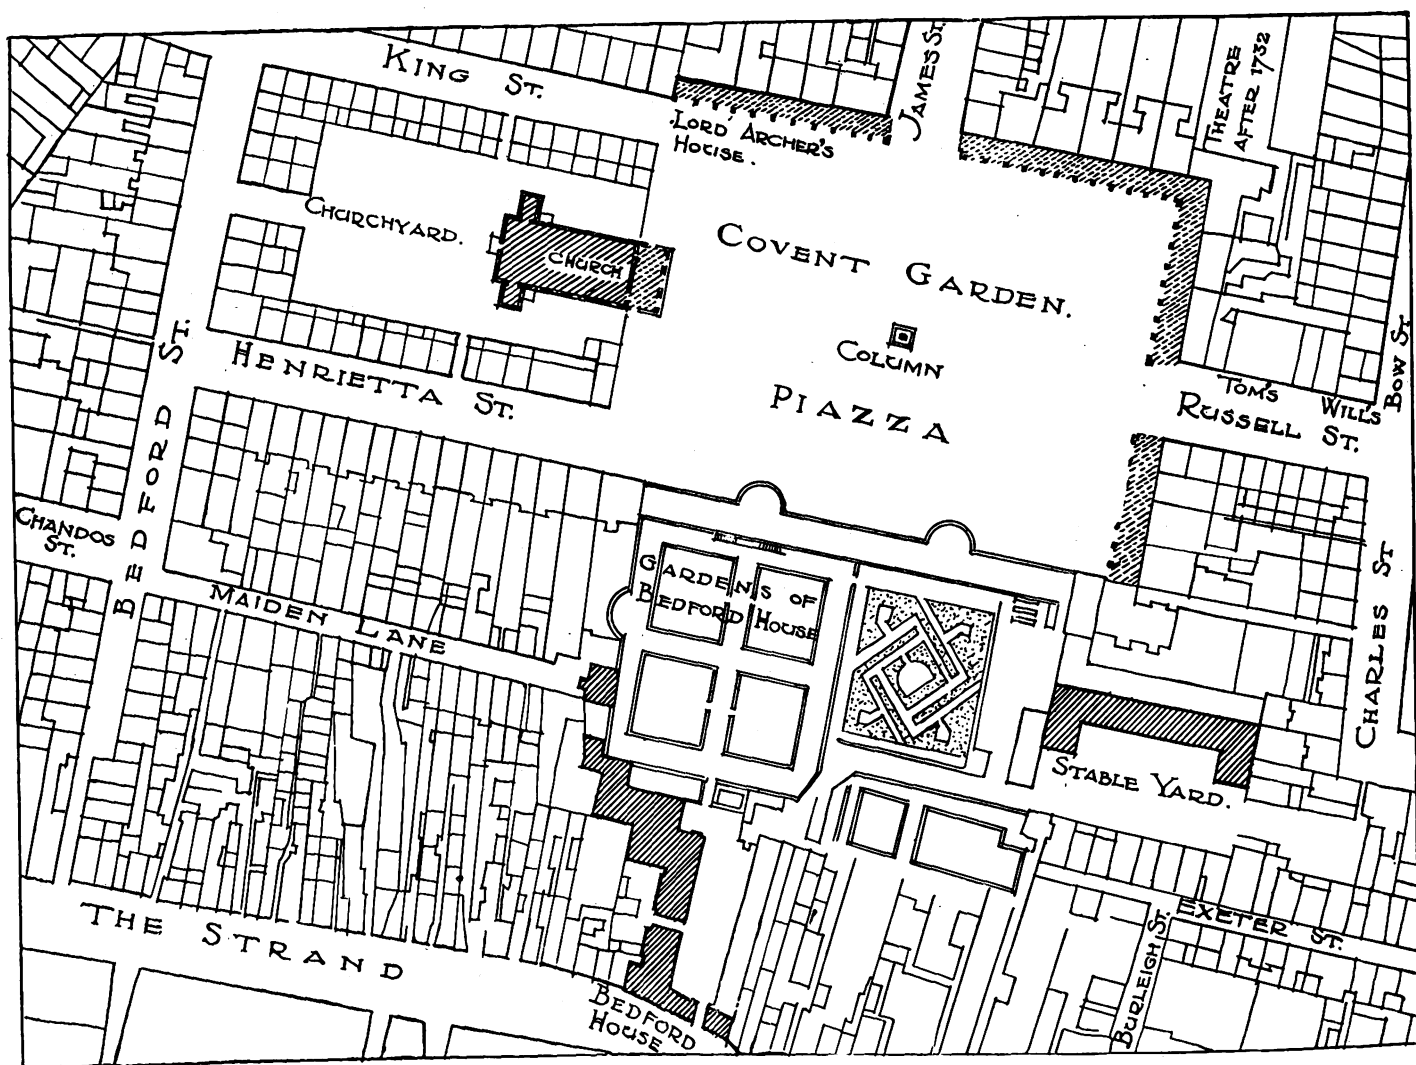 KING ST.
JAMES ST.
THEATRE
AFTER 1732
LORD ARCHER'S
HOUSE.
CHURCHYARD.
CHURCH
COVENT GARDEN.
COLUMN
PIAZZA
HENRIETTA ST.
BEDFORD ST.
TOM'S
WILL'S
RUSSELL ST.
BOW ST
CHANDOS
ST.
MAIDEN LANE
GARDENS OF
BEDFORD HOUSE
CHARLES ST
STABLE YARD.
THE STRAND
BEDFORD
HOUSE
EXETER ST.
BURLEIGH ST.